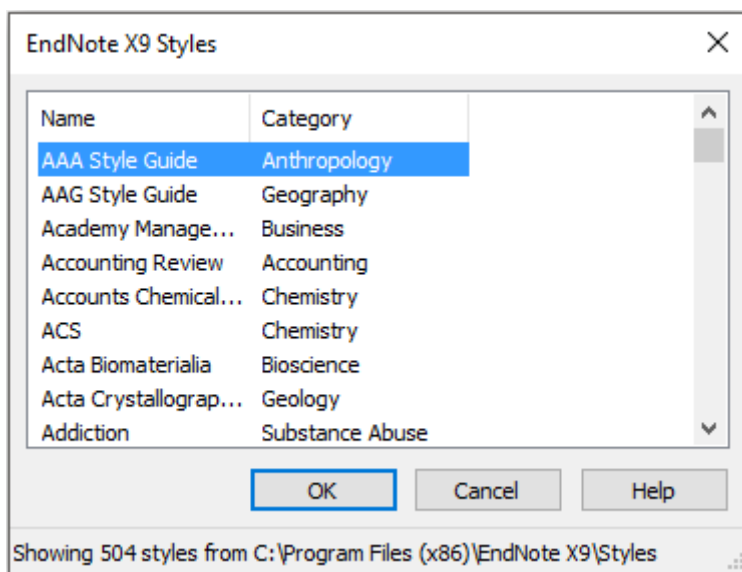 EndNote X9 Styles
Name Category
AAA Style Guide Anthropology
AAG Style Guide Geography
Academy Manage... Business
Accounting Review Accounting
Accounts Chemical... Chemistry
ACS Chemistry
Acta Biomaterialia Bioscience
Acta Crystallograp... Geology
Addiction Substance Abuse
OK Cancel Help
Showing 504 styles from C:\Program Files (x86)\EndNote X9\Styles